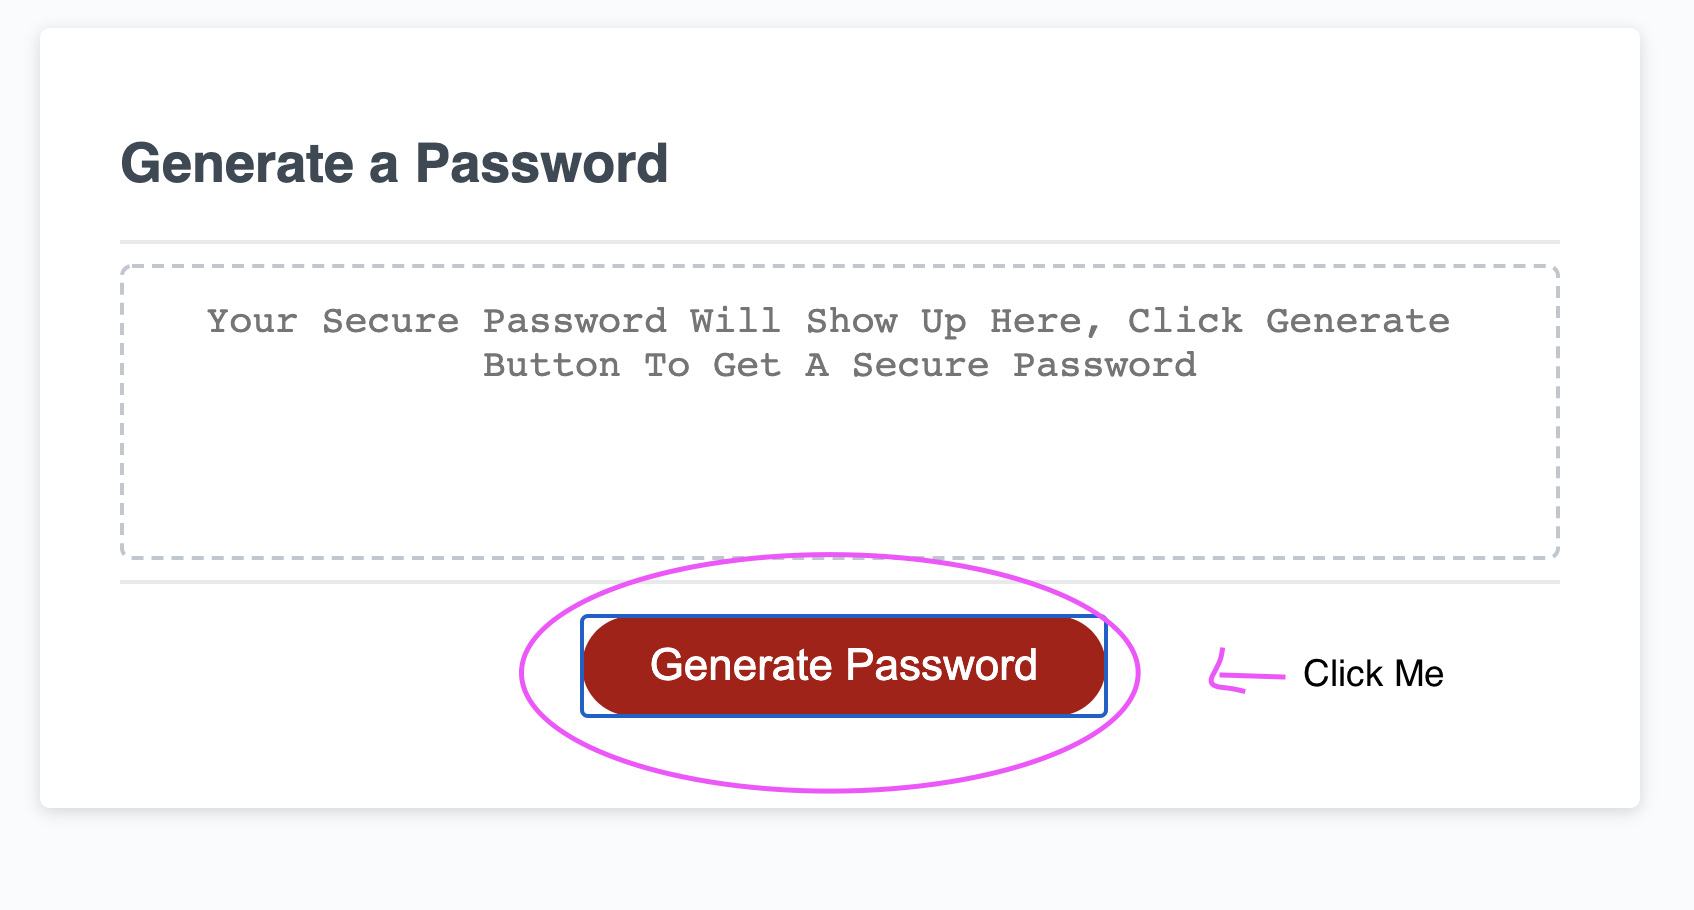 Generate a Password
Your Secure Password Will Show Up Here, Click Generate
Button To Get A Secure Password
Generate Password
Click Me